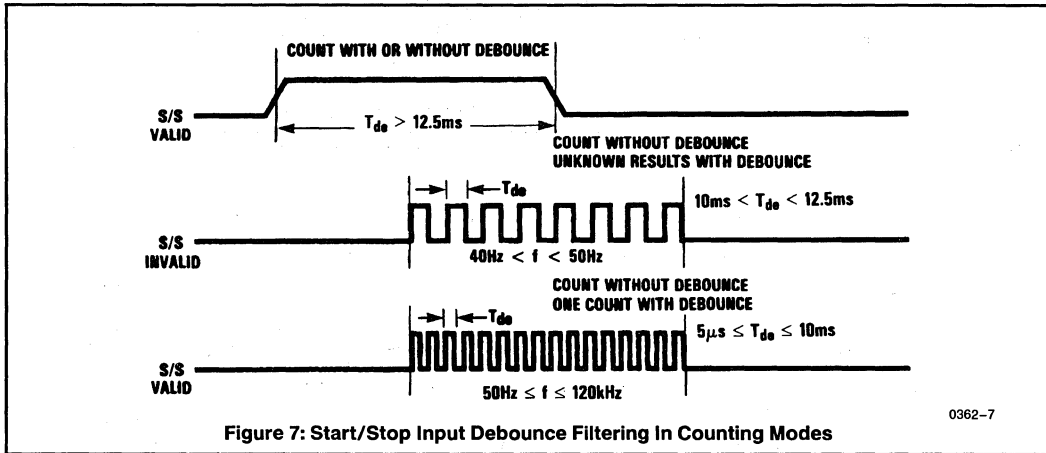 COUNT WITH OR WITHOUT DEBOUNCE
S/S
VALID
Tde > 12.5ms
COUNT WITHOUT DEBOUNCE
UNKNOWN RESULTS WITH DEBOUNCE
Tde
10ms < Tde < 12.5ms
S/S
INVALID
40Hz < f < 50Hz
COUNT WITHOUT DEBOUNCE
ONE COUNT WITH DEBOUNCE
Tde
5μs ≤ Tde ≤ 10ms
S/S
VALID
50Hz ≤ f ≤ 120kHz
0362–7
Figure 7: Start/Stop Input Debounce Filtering In Counting Modes